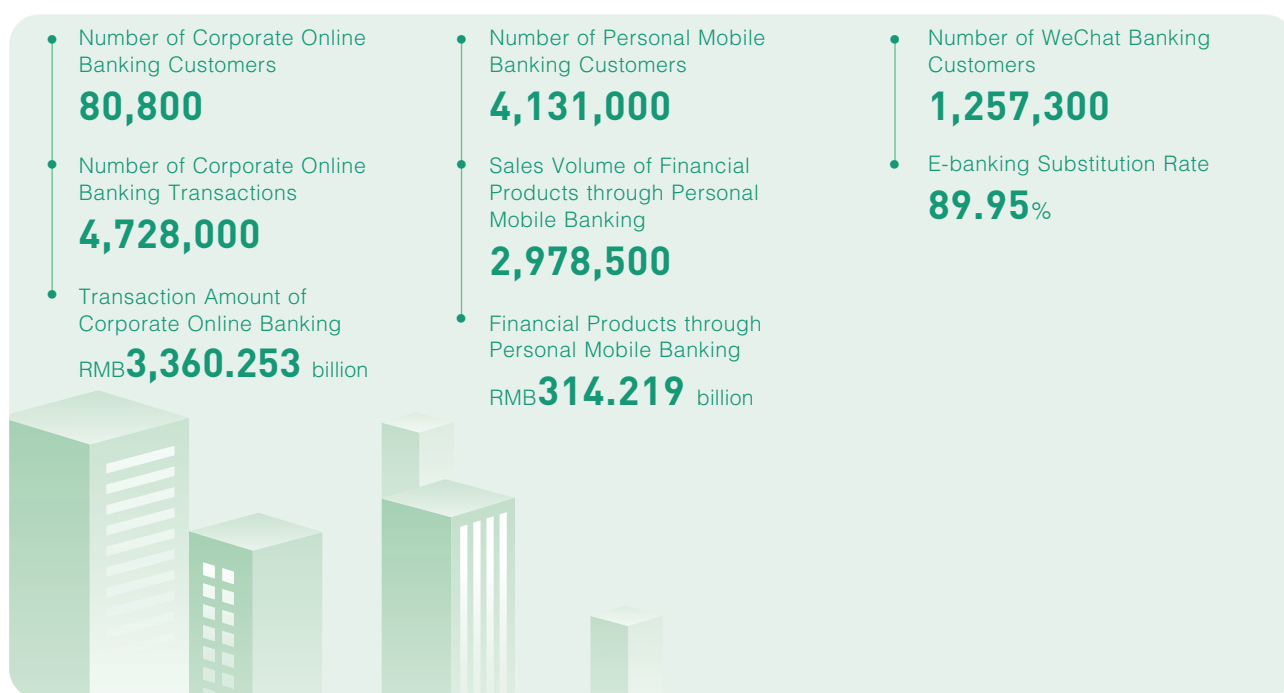 Number of Corporate Online
Banking Customers
80,800
Number of Corporate Online
Banking Transactions
4,728,000
Transaction Amount of
Corporate Online Banking
RMB3,360.253 billion
Number of Personal Mobile
Banking Customers
4,131,000
Sales Volume of Financial
Products through Personal
Mobile Banking
2,978,500
Financial Products through
Personal Mobile Banking
RMB314.219 billion
Number of WeChat Banking
Customers
1,257,300
E-banking Substitution Rate
89.95%